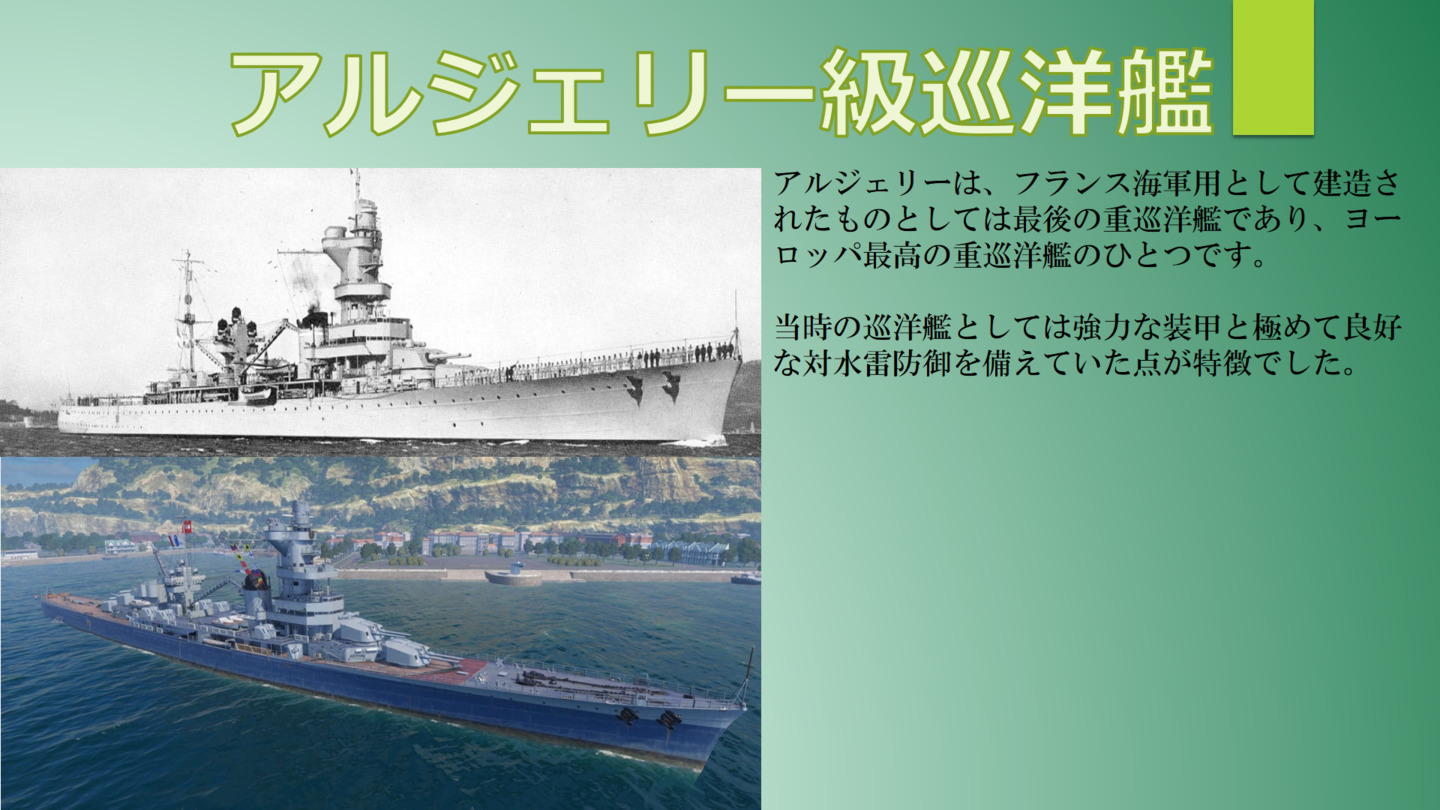 アルジェリー級巡洋艦
アルジェリーは、フランス海軍用として建造さ
れたものとしては最後の重巡洋艦であり、ヨー
ロッパ最高の重巡洋艦のひとつです。
当時の巡洋艦としては強力な装甲と極めて良好
な対水雷防御を備えていた点が特徴でした。